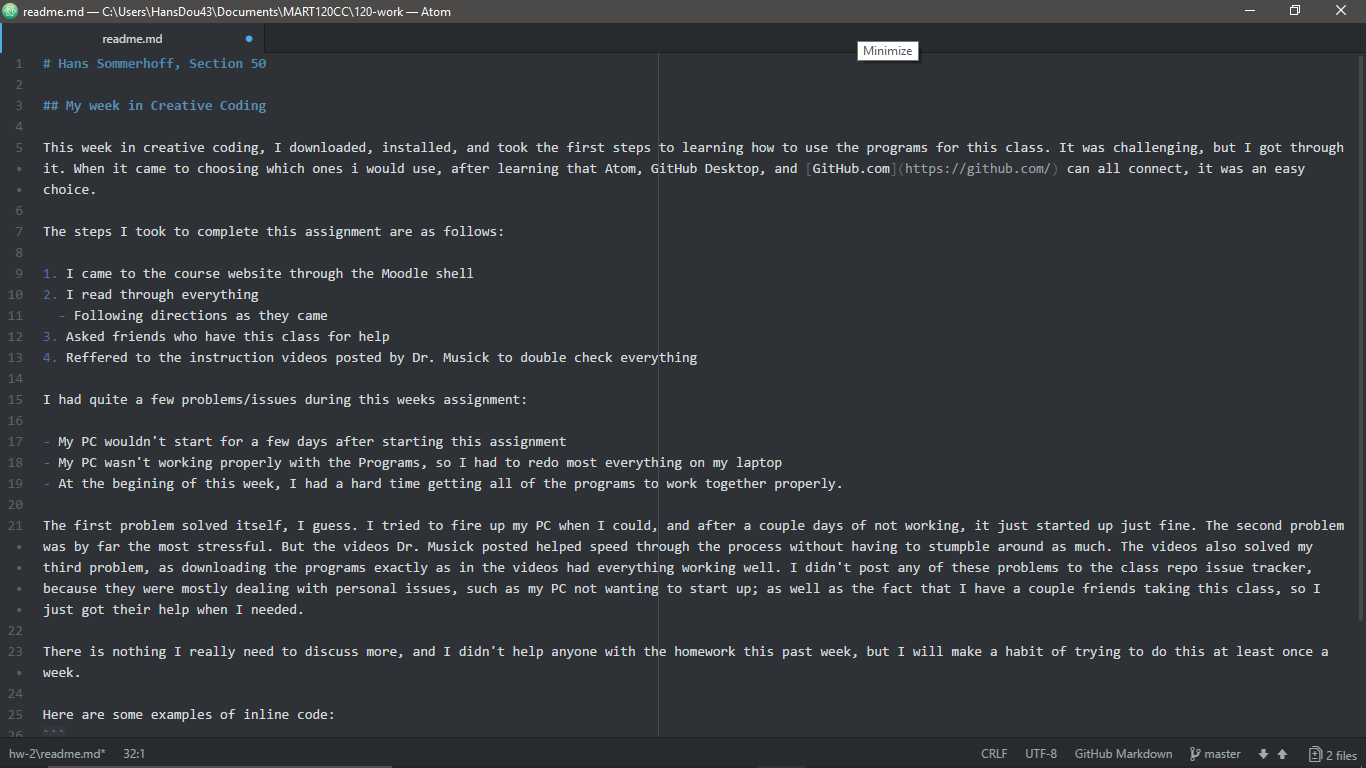 readme.md — C:\Users\HansDou43\Documents\MART120CC\120-work — Atom
readme.md
Minimize
1 # Hans Sommerhoff, Section 50
2
3 ## My week in Creative Coding
4
5 This week in creative coding, I downloaded, installed, and took the first steps to learning how to use the programs for this class. It was challenging, but I got through
• it. When it came to choosing which ones i would use, after learning that Atom, GitHub Desktop, and [GitHub.com](https://github.com/) can all connect, it was an easy
• choice.
6
7 The steps I took to complete this assignment are as follows:
8
9 1. I came to the course website through the Moodle shell
10 2. I read through everything
11 - Following directions as they came
12 3. Asked friends who have this class for help
13 4. Reffered to the instruction videos posted by Dr. Musick to double check everything
14
15 I had quite a few problems/issues during this weeks assignment:
16
17 - My PC wouldn't start for a few days after starting this assignment
18 - My PC wasn't working properly with the Programs, so I had to redo most everything on my laptop
19 - At the begining of this week, I had a hard time getting all of the programs to work together properly.
20
21 The first problem solved itself, I guess. I tried to fire up my PC when I could, and after a couple days of not working, it just started up just fine. The second problem
• was by far the most stressful. But the videos Dr. Musick posted helped speed through the process without having to stumpble around as much. The videos also solved my
• third problem, as downloading the programs exactly as in the videos had everything working well. I didn't post any of these problems to the class repo issue tracker,
• because they were mostly dealing with personal issues, such as my PC not wanting to start up; as well as the fact that I have a couple friends taking this class, so I
• just got their help when I needed.
22
23 There is nothing I really need to discuss more, and I didn't help anyone with the homework this past week, but I will make a habit of trying to do this at least once a
• week.
24
25 Here are some examples of inline code:
26 ```
hw-2\readme.md* 32:1 CRLF UTF-8 GitHub Markdown master 2 files